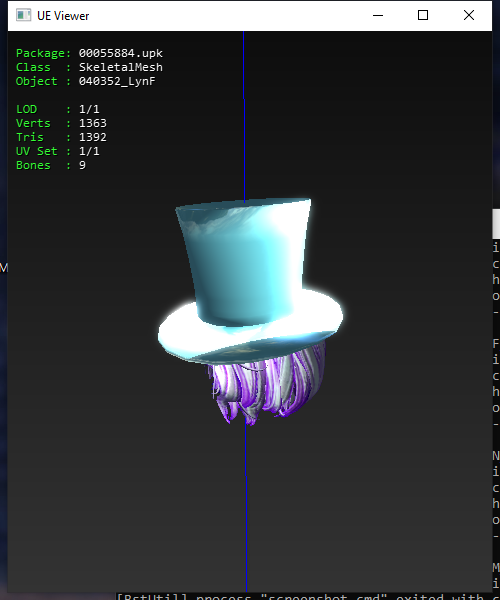 UE Viewer
Package: 00055884.upk
Class  : SkeletalMesh
Object : 040352_LynF
LOD    : 1/1
Verts  : 1363
Tris   : 1392
UV Set : 1/1
Bones  : 9
M
i
c
h
o
-
F
i
c
h
o
-
N
i
c
h
o
-
M
i
[BstUtil] process "screenshot.cmd" exited with c